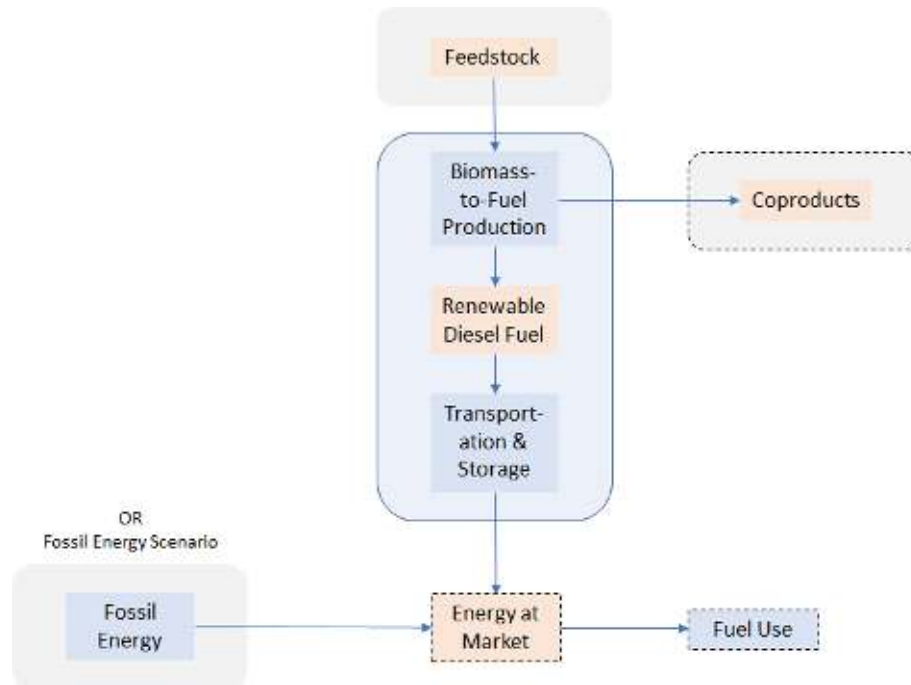 Feedstock
Biomass-
to-Fuel
Production
Coproducts
Renewable
Diesel Fuel
Transport-
ation &
Storage
OR
Fossil Energy Scenario
Fossil
Energy
Energy at
Market
Fuel Use